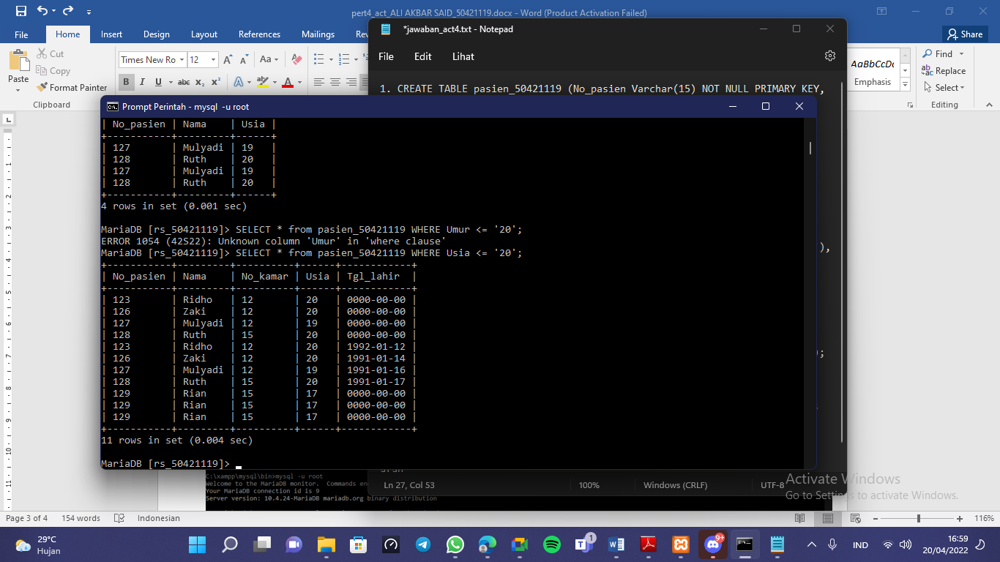 pert4_act_ALI AKBAR SAID_50421119.docx - Word (Product Activation Failed)
File Home Insert Design Layout References Mailings Rev
Share
*jawaban_act4.txt - Notepad
File Edit Lihat
Paste
Cut
Copy
Format Painter
Clipboard
Times New Ro 12
Aa
B I U abc x₂ x²
AaBbCcDc
Emphasis
Find
Replace
Select
Editing
1. CREATE TABLE pasien_50421119 (No_pasien Varchar(15) NOT NULL PRIMARY KEY,
Prompt Perintah - mysql -u root
| No_pasien | Nama    | Usia |
+-----------+---------+------+
| 127       | Mulyadi | 19   |
| 128       | Ruth    | 20   |
| 127       | Mulyadi | 19   |
| 128       | Ruth    | 20   |
+-----------+---------+------+
4 rows in set (0.001 sec)
MariaDB [rs_50421119]> SELECT * from pasien_50421119 WHERE Umur <= '20';
ERROR 1054 (42S22): Unknown column 'Umur' in 'where clause'
MariaDB [rs_50421119]> SELECT * from pasien_50421119 WHERE Usia <= '20';
+-----------+---------+----------+------+------------+
| No_pasien | Nama    | No_kamar | Usia | Tgl_lahir  |
+-----------+---------+----------+------+------------+
| 123       | Ridho   | 12       | 20   | 0000-00-00 |
| 126       | Zaki    | 12       | 20   | 0000-00-00 |
| 127       | Mulyadi | 12       | 19   | 0000-00-00 |
| 128       | Ruth    | 15       | 20   | 0000-00-00 |
| 123       | Ridho   | 12       | 20   | 1992-01-12 |
| 126       | Zaki    | 12       | 20   | 1991-01-14 |
| 127       | Mulyadi | 12       | 19   | 1991-01-16 |
| 128       | Ruth    | 15       | 20   | 1991-01-17 |
| 129       | Rian    | 15       | 17   | 0000-00-00 |
| 129       | Rian    | 15       | 17   | 0000-00-00 |
| 129       | Rian    | 15       | 17   | 0000-00-00 |
+-----------+---------+----------+------+------------+
11 rows in set (0.004 sec)
MariaDB [rs_50421119]>
C:\xampp\mysql\bin>mysql -u root
Welcome to the MariaDB monitor. Commands en
Your MariaDB connection id is 9
Server version: 10.4.24-MariaDB mariadb.org binary distribution
Ln 27, Col 53 100% Windows (CRLF) UTF-8
Activate Windows
Go to Settings to activate Windows.
Page 3 of 4 154 words Indonesian 116%
29°C
Hujan
1
9+
IND
16:59
20/04/2022